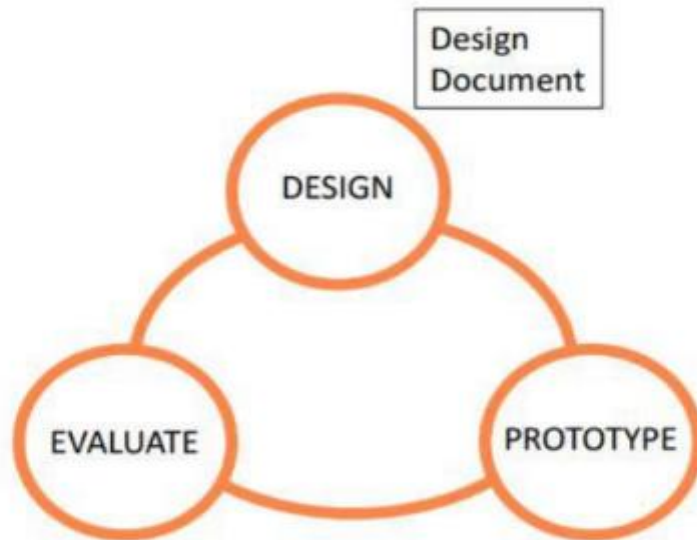 Design
Document
DESIGN
EVALUATE
PROTOTYPE